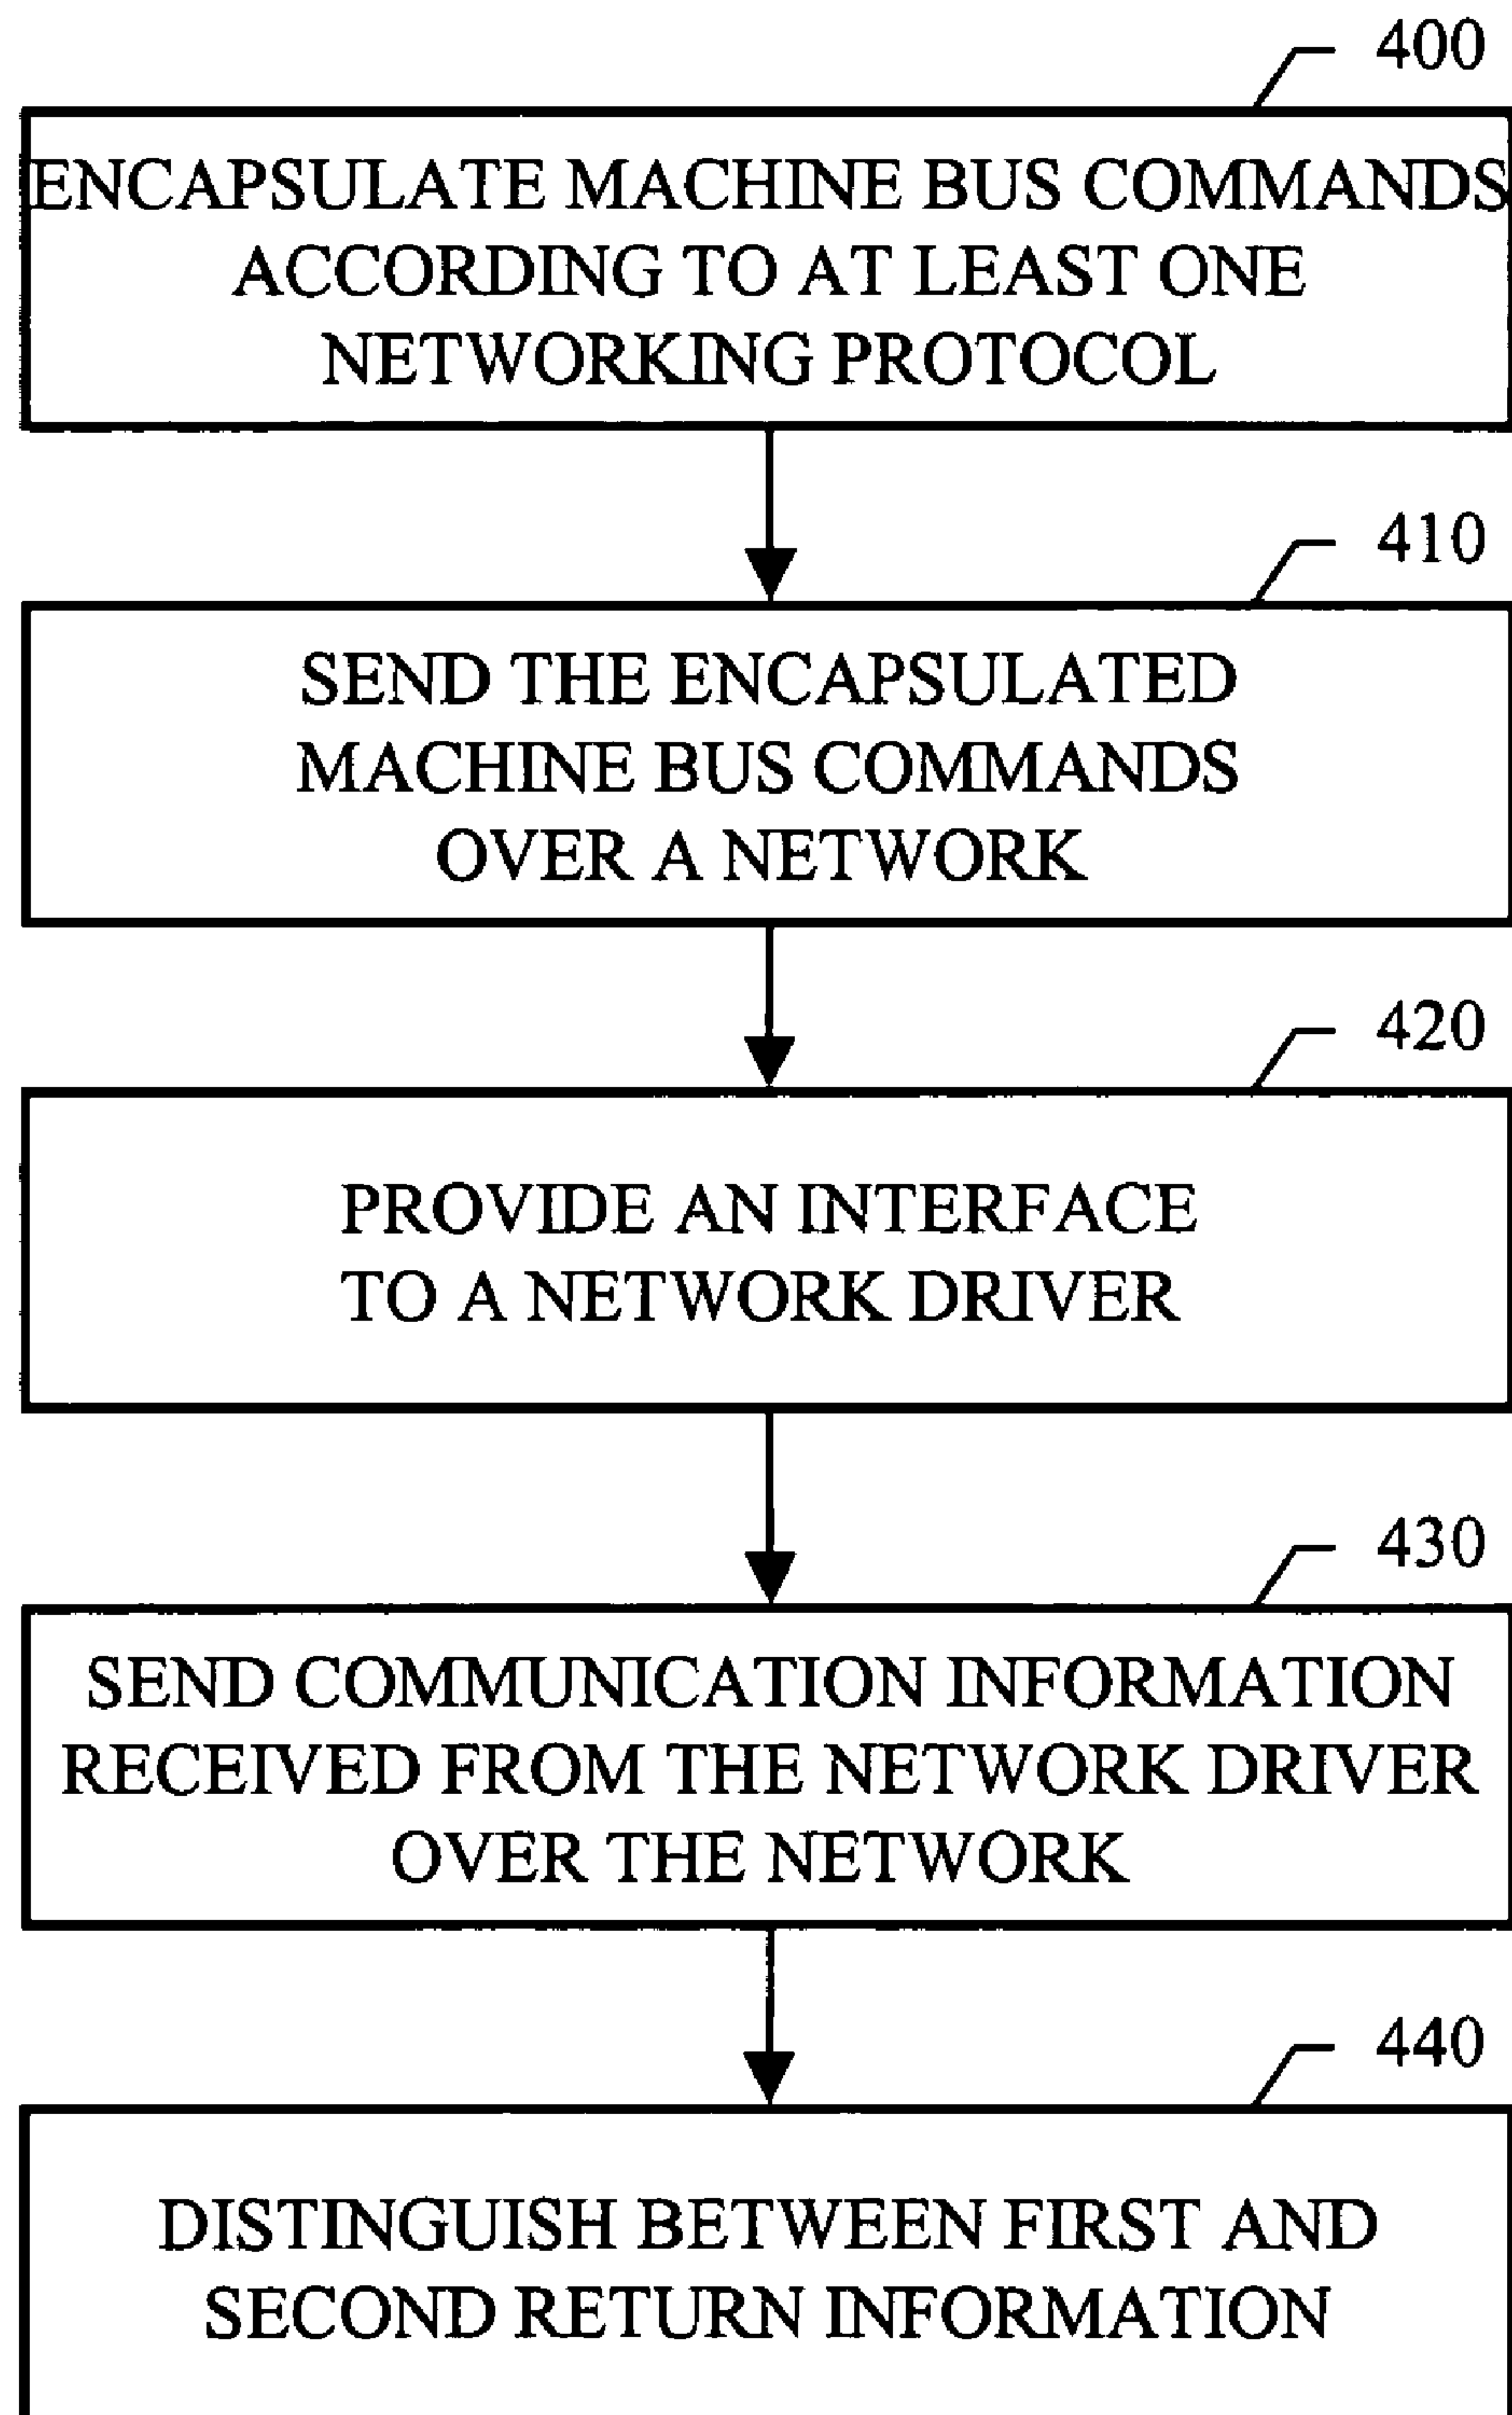 400
ENCAPSULATE MACHINE BUS COMMANDS
ACCORDING TO AT LEAST ONE
NETWORKING PROTOCOL
410
SEND THE ENCAPSULATED
MACHINE BUS COMMANDS
OVER A NETWORK
420
PROVIDE AN INTERFACE
TO A NETWORK DRIVER
430
SEND COMMUNICATION INFORMATION
RECEIVED FROM THE NETWORK DRIVER
OVER THE NETWORK
440
DISTINGUISH BETWEEN FIRST AND
SECOND RETURN INFORMATION